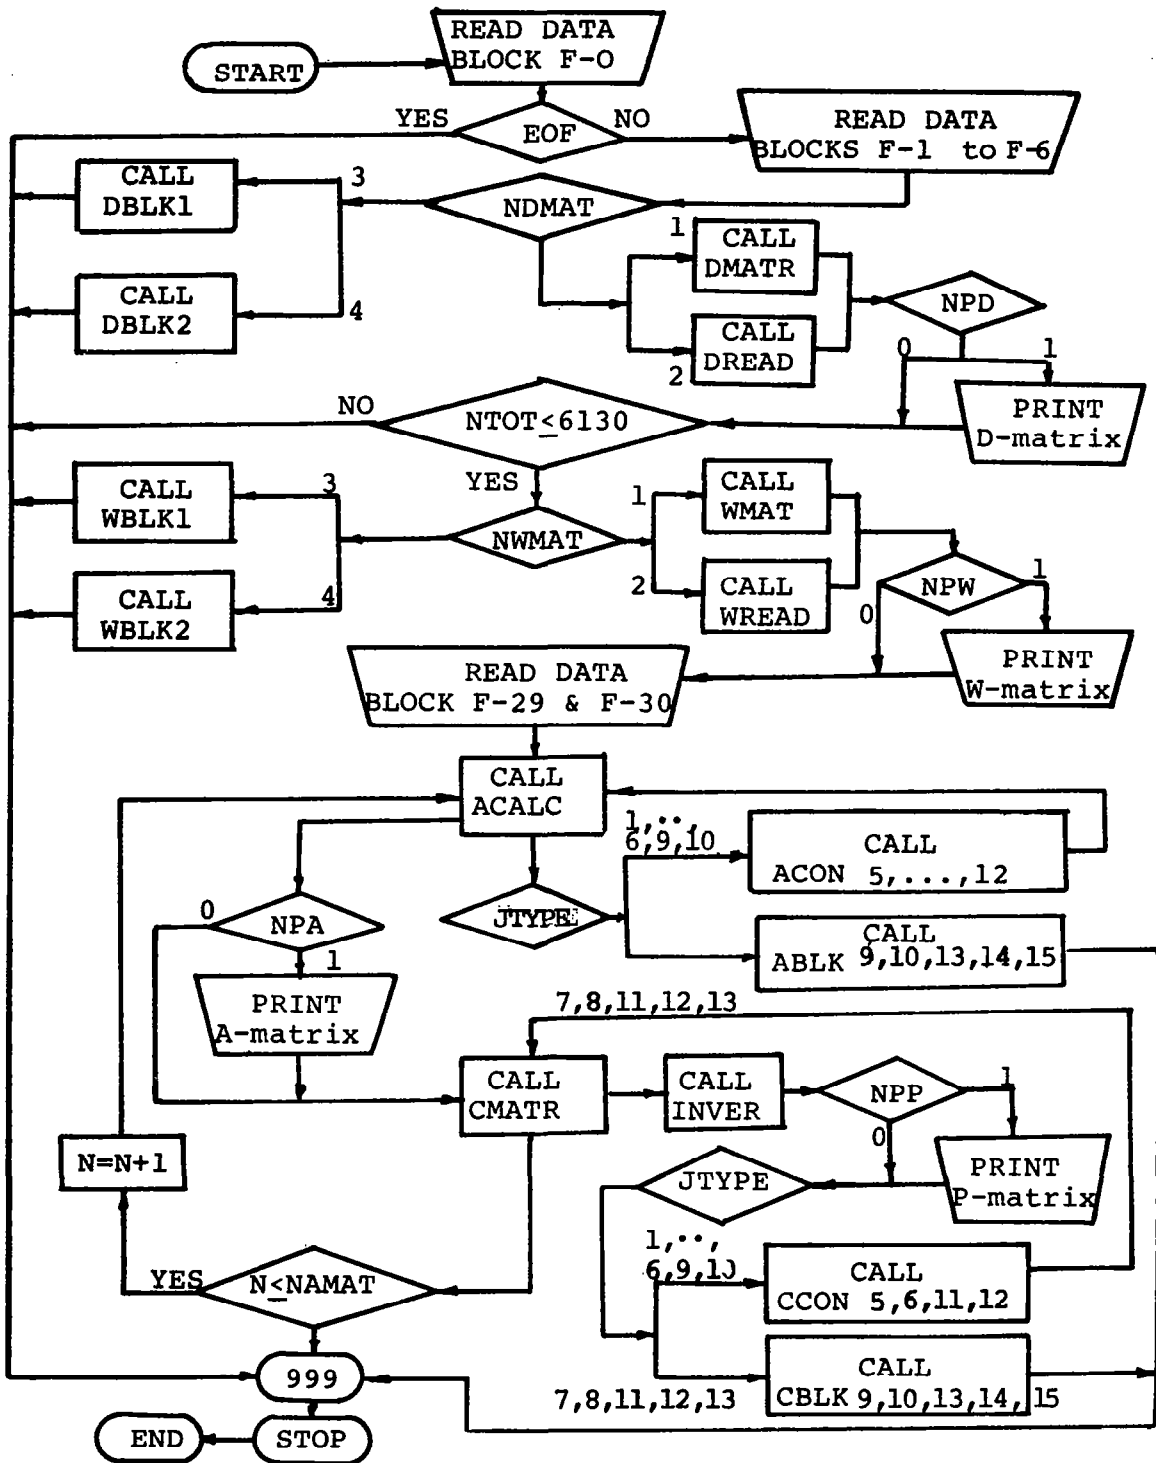 READ DATA
BLOCK F-0
START
YES
EOF
NO
READ DATA
BLOCKS F-1 to F-6
CALL
DBLK1
3
NDMAT
1
CALL
DMATR
CALL
DBLK2
4
NPD
CALL
DREAD
2
0
1
NO
NTOT≤6130
PRINT
D-matrix
YES
CALL
WBLK1
3
NWMAT
1
CALL
WMAT
2
CALL
WREAD
NPW
1
0
CALL
WBLK2
4
READ DATA
BLOCK F-29 & F-30
PRINT
W-matrix
CALL
ACALC
1,..,
6,9,10
CALL
ACON 5,...,12
0
NPA
1
JTYPE
CALL
ABLK 9,10,13,14,15
7,8,11,12,13
PRINT
A-matrix
CALL
CMATR
CALL
INVER
NPP
1
0
N=N+1
JTYPE
PRINT
P-matrix
1,..,
6,9,10
YES
N≤NAMAT
CALL
CCON 5,6,11,12
999
CALL
CBLK 9,10,13,14,15
7,8,11,12,13
END
STOP